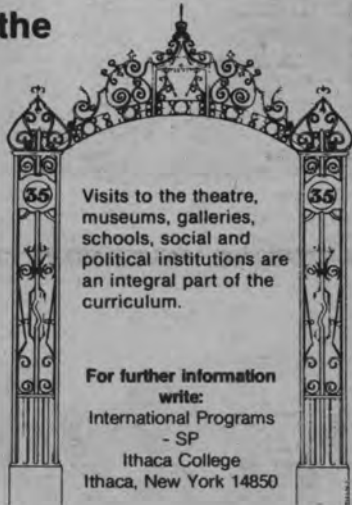 the
35
35
Visits to the theatre,
museums, galleries,
schools, social and
political institutions are
an integral part of the
curriculum.
For further information
write:
International Programs
- SP
Ithaca College
Ithaca, New York 14850